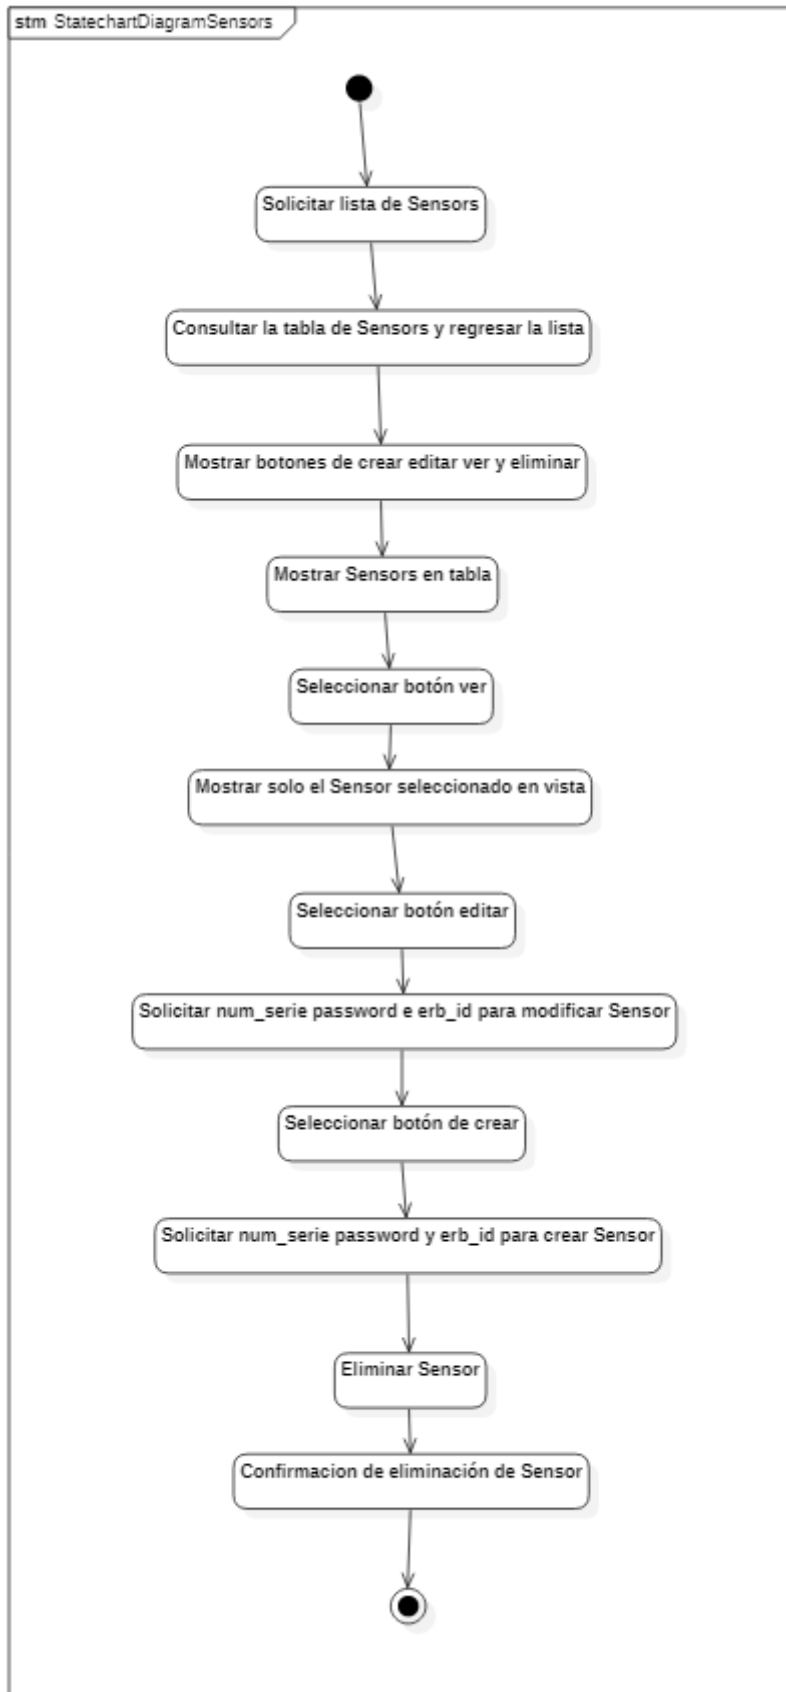 stm StatechartDiagramSensors
Solicitar lista de Sensors
Consultar la tabla de Sensors y regresar la lista
Mostrar botones de crear editar ver y eliminar
Mostrar Sensors en tabla
Seleccionar botón ver
Mostrar solo el Sensor seleccionado en vista
Seleccionar botón editar
Solicitar num_serie password e erb_id para modificar Sensor
Seleccionar botón de crear
Solicitar num_serie password y erb_id para crear Sensor
Eliminar Sensor
Confirmacion de eliminación de Sensor